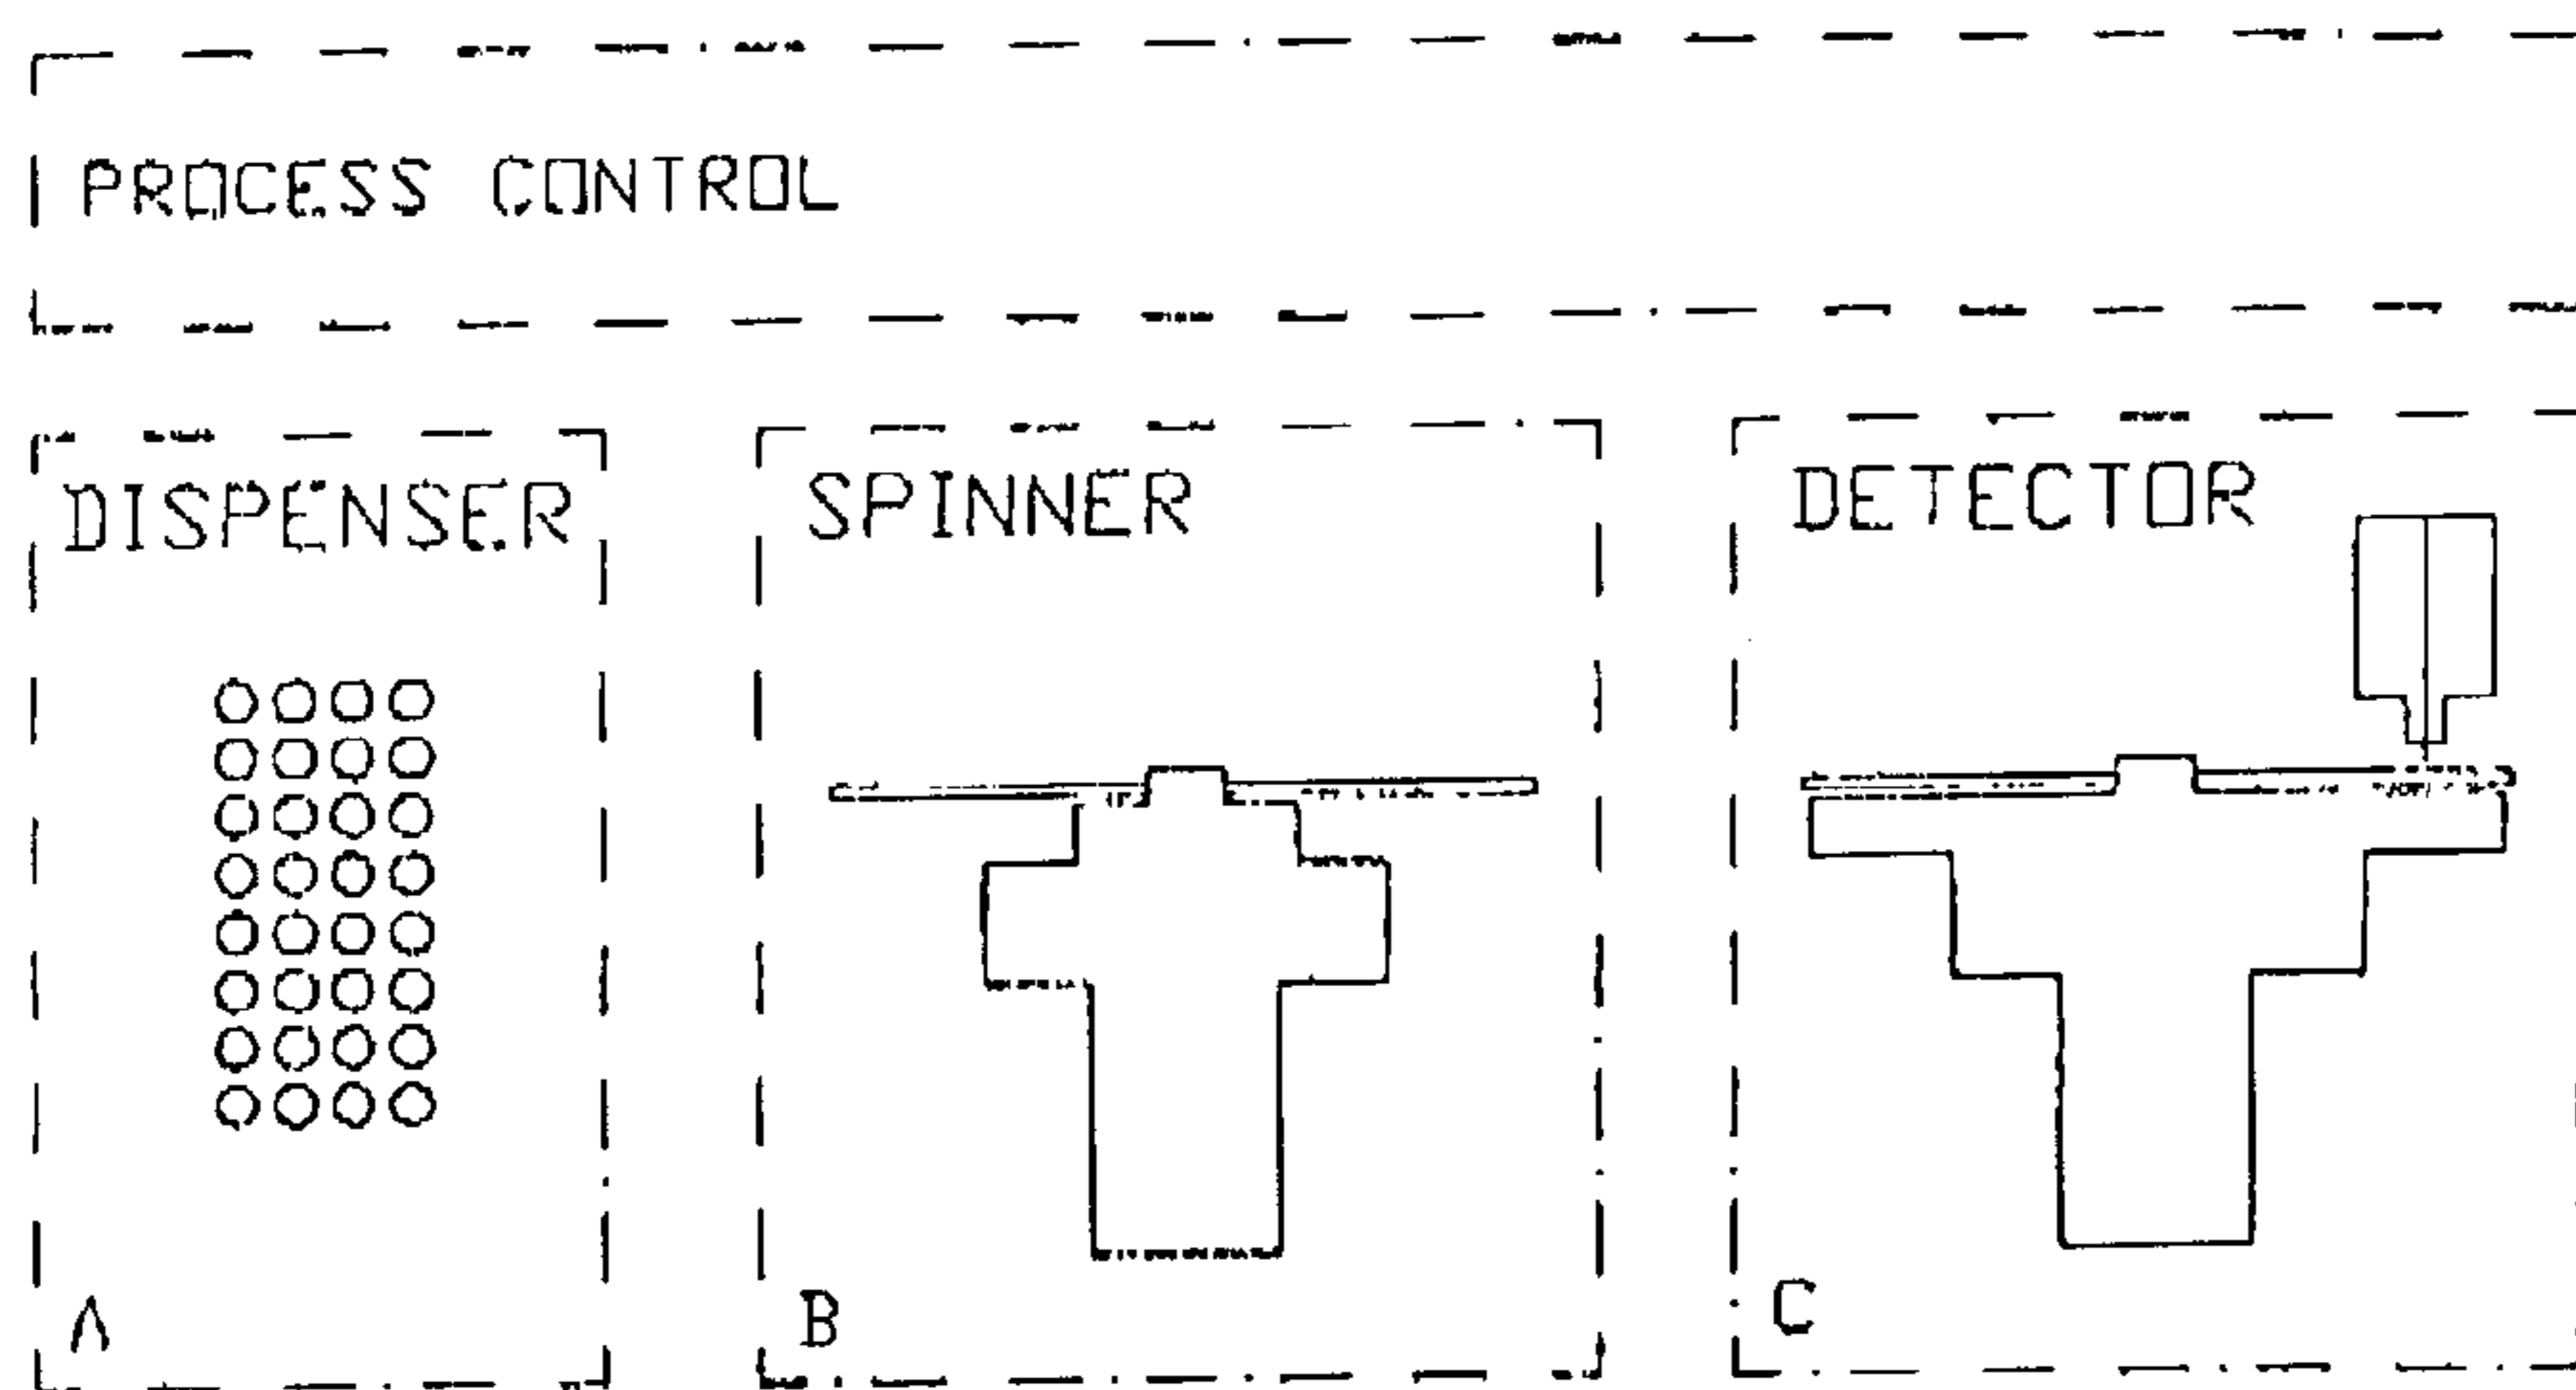 PROCESS CONTROL
DISPENSER
SPINNER
DETECTOR
A
B
C